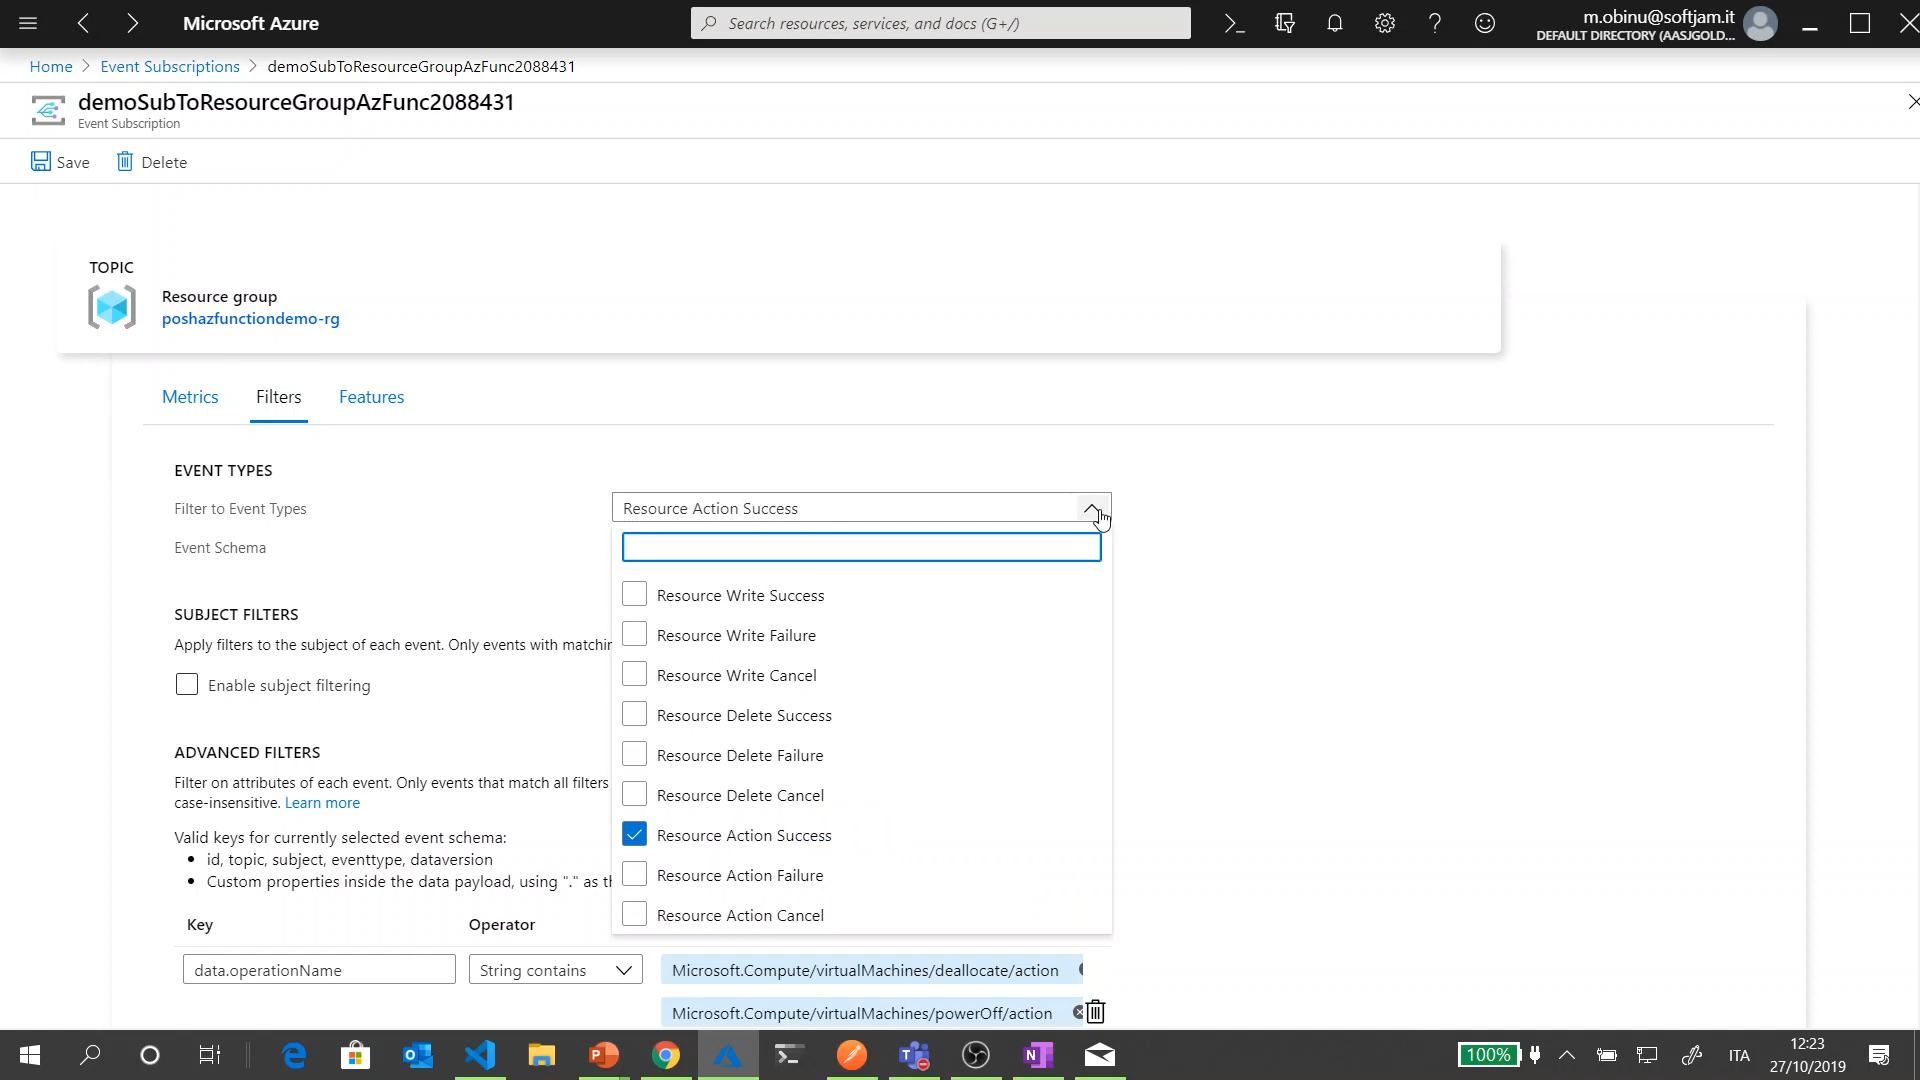 Microsoft Azure
Search resources, services, and docs (G+/)
m.obinu@softjam.it
DEFAULT DIRECTORY (AASJGOLD...
Home > Event Subscriptions > demoSubToResourceGroupAzFunc2088431
demoSubToResourceGroupAzFunc2088431
Event Subscription
Save Delete
TOPIC
Resource group
poshazfunctiondemo-rg
Metrics Filters Features
EVENT TYPES
Filter to Event Types Resource Action Success
Event Schema
Resource Write Success
Resource Write Failure
Resource Write Cancel
Resource Delete Success
Resource Delete Failure
Resource Delete Cancel
Resource Action Success
Resource Action Failure
Resource Action Cancel
SUBJECT FILTERS
Apply filters to the subject of each event. Only events with matchin
Enable subject filtering
ADVANCED FILTERS
Filter on attributes of each event. Only events that match all filters
case-insensitive. Learn more
Valid keys for currently selected event schema:
• id, topic, subject, eventtype, dataversion
• Custom properties inside the data payload, using "." as th
Key Operator
data.operationName String contains Microsoft.Compute/virtualMachines/deallocate/action
Microsoft.Compute/virtualMachines/powerOff/action
100% ITA 12:23
27/10/2019